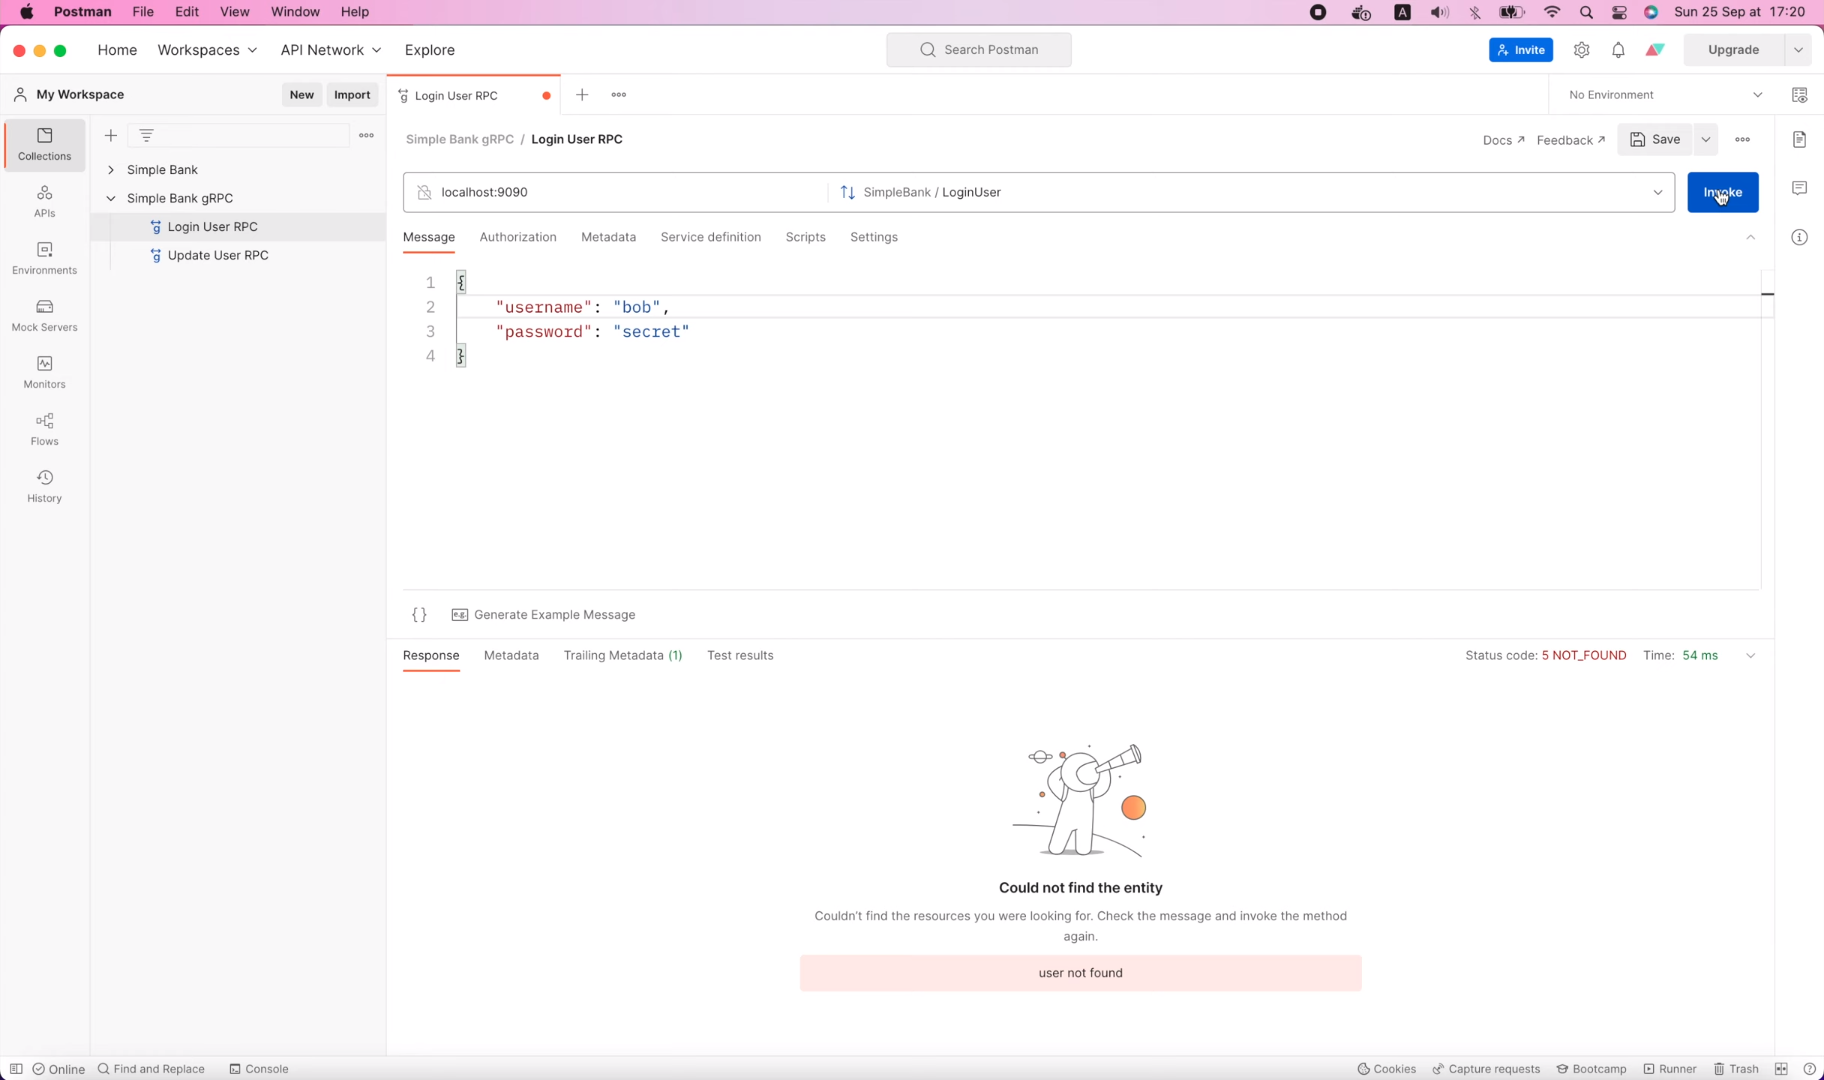 Postman File Edit View Window Help A Sun 25 Sep at 17:20
Home Workspaces API Network Explore Search Postman Invite Upgrade
My Workspace New Import Login User RPC No Environment
Collections
APIs
Environments
Mock Servers
Monitors
Flows
History
Simple Bank
Simple Bank gRPC
Login User RPC
Update User RPC
Simple Bank gRPC / Login User RPC Docs Feedback Save
localhost:9090 SimpleBank / LoginUser Invoke
Message Authorization Metadata Service definition Scripts Settings
1 {
2 "username": "bob",
3 "password": "secret"
4 }
{} e.g. Generate Example Message
Response Metadata Trailing Metadata (1) Test results Status code: 5 NOT_FOUND Time: 54 ms
Could not find the entity
Couldn't find the resources you were looking for. Check the message and invoke the method
again.
user not found
Online Find and Replace Console Cookies Capture requests Bootcamp Runner Trash